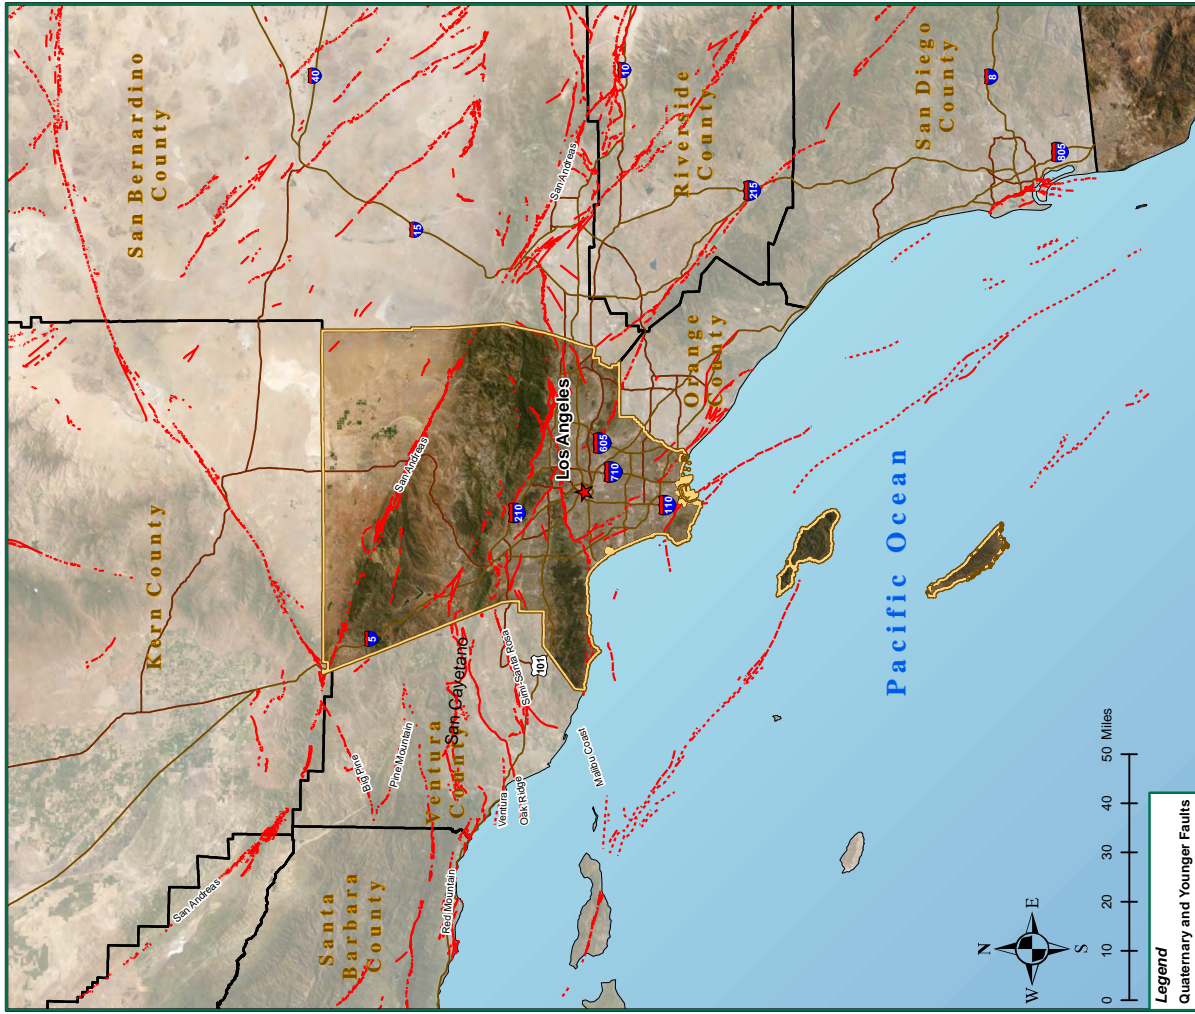 San Bernardino
County
Kern County
Riverside
County
San Diego
County
Orange
County
Ventura
County
Santa
Barbara
County
Los Angeles
Pacific Ocean
San Andreas
San Andreas
San Andreas
Big Pine
Pine Mountain
San Cayetano
Simi-Santa Rosa
Ventura
Oak Ridge
Malibu Coast
Red Mountain
40
15
10
215
8
805
5
210
605
710
110
101
N
E
S
W
0 10 20 30 40 50 Miles
Legend
Quaternary and Younger Faults